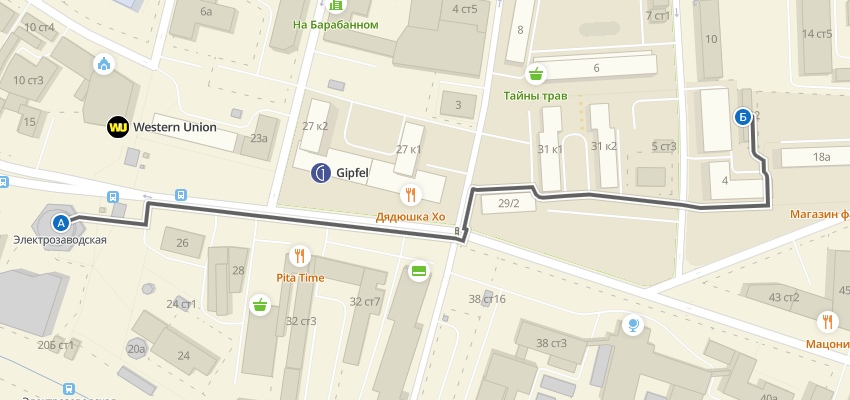 10 ст4
6а
На Барабанном
4 ст5
7 ст1
8
10
14 ст5
10 ст3
6
Тайны трав
3
15
WU Western Union
23а
27 к2
27 к1
31 к1
31 к2
5 ст3
Б
18а
Gipfel
4
Дядюшка Хо
29/2
Магазин фа
А
Электрозаводская
26
28
Pita Time
24 ст1
32 ст7
38 ст16
43 ст2
45
32 ст3
20Б ст1
20а
24
38 ст3
Мацони
40а
Электрозаводская